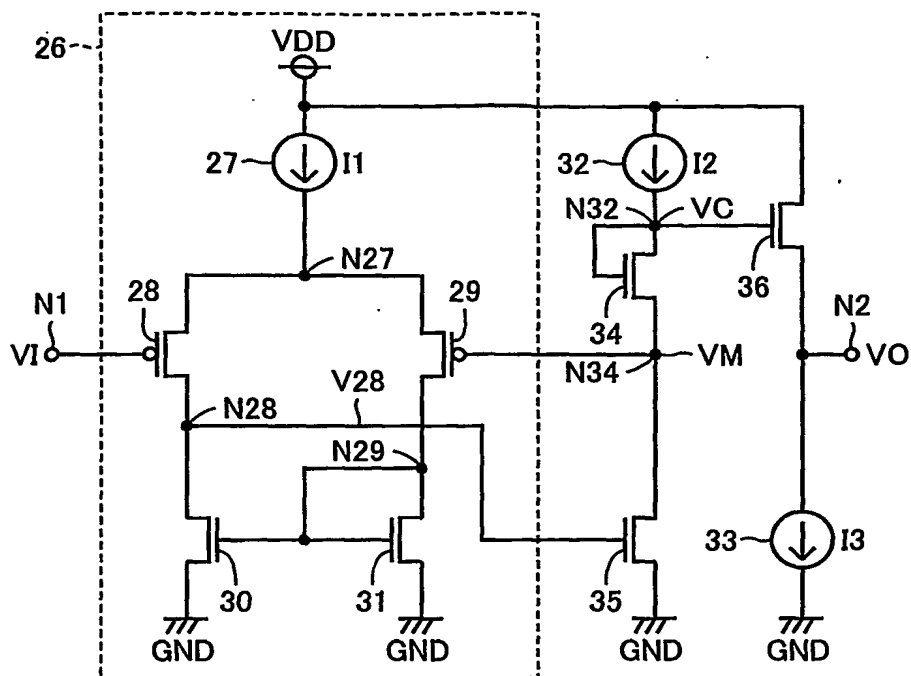 26
VDD
27
I1
32
I2
N32
VC
N27
36
28
29
34
N1
N2
VI
VM
VO
N34
V28
N28
N29
33
I3
30
31
35
GND
GND
GND
GND